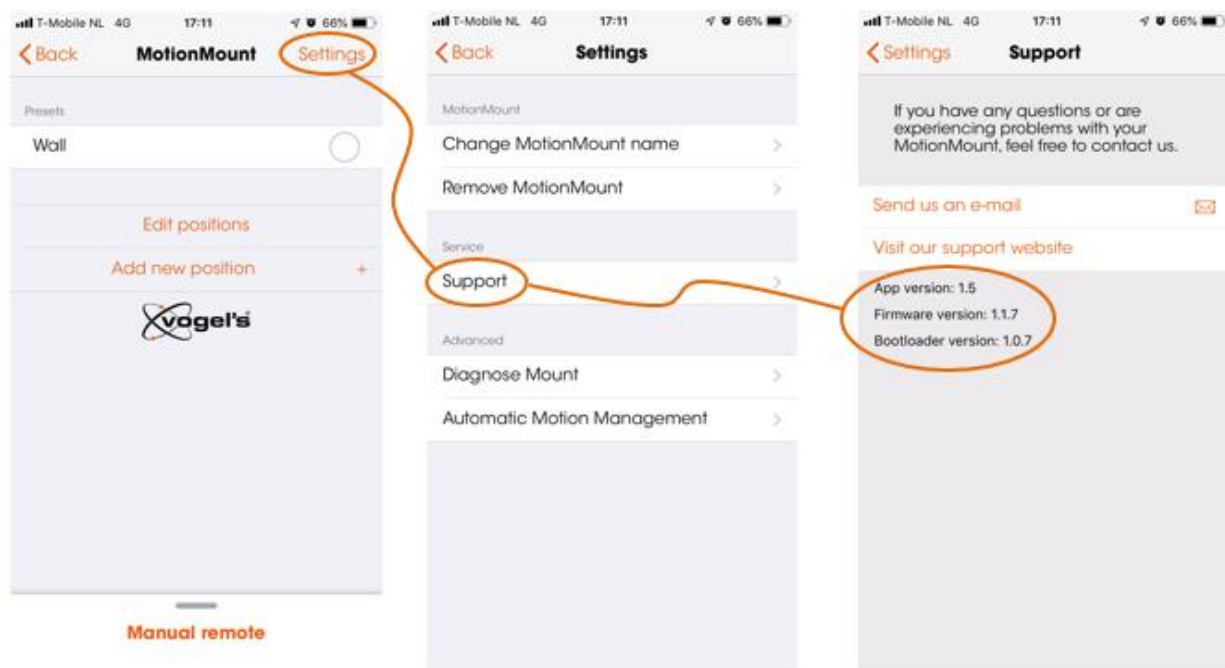 T-Mobile NL 4G 17:11 66%
Back MotionMount Settings
Presets
Wall
Edit positions
Add new position +
vogel's
Manual remote
T-Mobile NL 4G 17:11 66%
Back Settings
MotionMount
Change MotionMount name
Remove MotionMount
Service
Support
Advanced
Diagnose Mount
Automatic Motion Management
T-Mobile NL 4G 17:11 66%
Settings Support
If you have any questions or are
experiencing problems with your
MotionMount, feel free to contact us.
Send us an e-mail
Visit our support website
App version: 1.5
Firmware version: 1.1.7
Bootloader version: 1.0.7